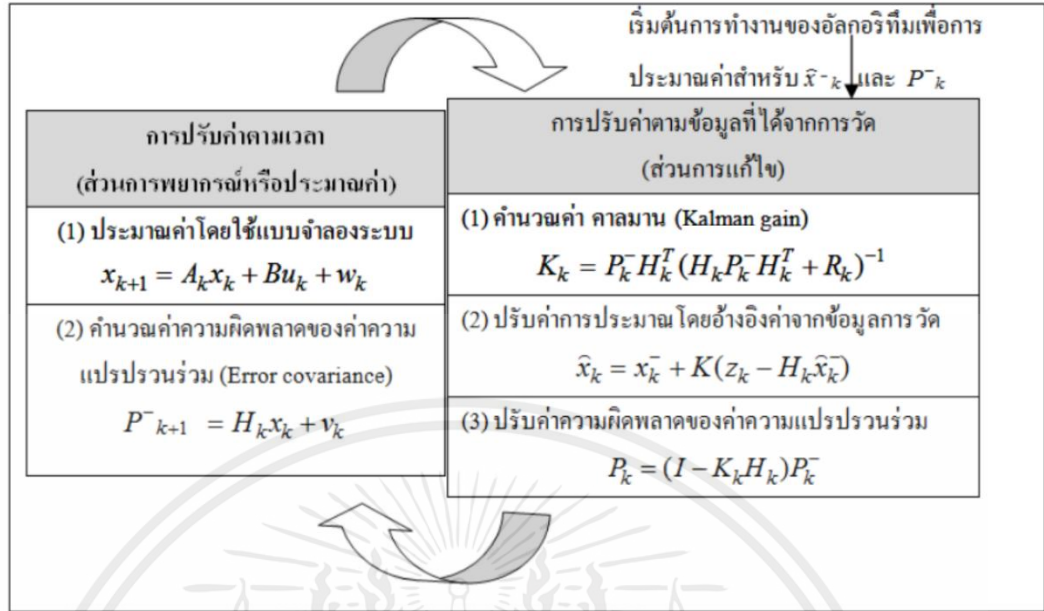 เริ่มต้นการทำงานของอัลกอริทึมเพื่อการ
ประมาณค่าสำหรับ x̂⁻ₖ และ P⁻ₖ
การปรับค่าตามเวลา
(ส่วนการพยากรณ์หรือประมาณค่า)
(1) ประมาณค่าโดยใช้แบบจำลองระบบ
xₖ₊₁ = Aₖxₖ + Buₖ + wₖ
(2) คำนวณค่าความผิดพลาดของค่าความ
แปรปรวนร่วม (Error covariance)
P⁻ₖ₊₁ = Hₖxₖ + vₖ
การปรับค่าตามข้อมูลที่ได้จากการวัด
(ส่วนการแก้ไข)
(1) คำนวณค่า คาลมาน (Kalman gain)
Kₖ = Pₖ⁻Hₖᵀ(HₖPₖ⁻Hₖᵀ + Rₖ)⁻¹
(2) ปรับค่าการประมาณโดยอ้างอิงค่าจากข้อมูลการวัด
x̂ₖ = xₖ⁻ + K(zₖ − Hₖx̂ₖ⁻)
(3) ปรับค่าความผิดพลาดของค่าความแปรปรวนร่วม
Pₖ = (I − KₖHₖ)Pₖ⁻